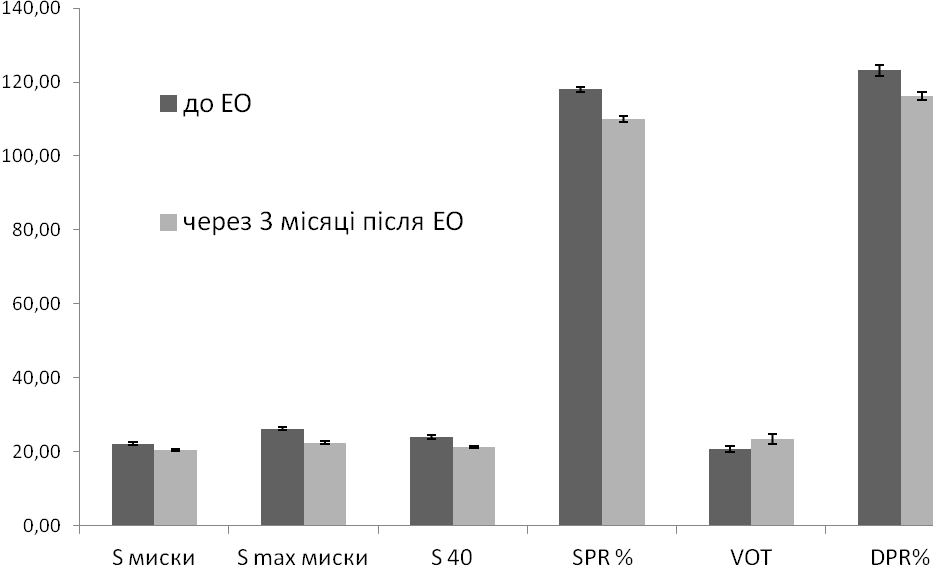 140,00
120,00
100,00
80,00
60,00
40,00
20,00
0,00
до ЕО
через 3 місяці після ЕО
S миски
S max миски
S 40
SPR %
VOT
DPR%